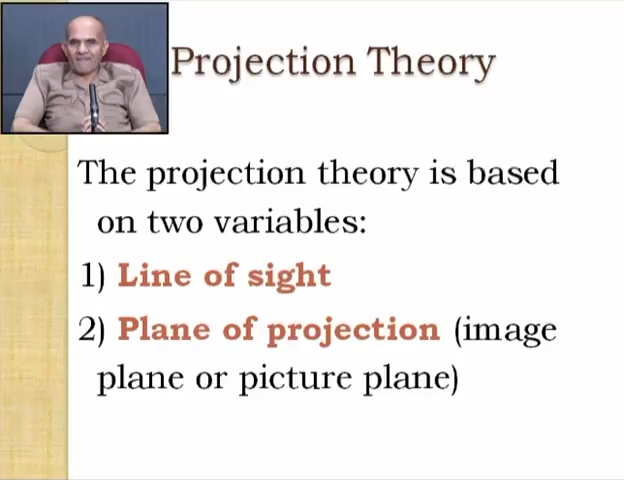 Projection Theory
The projection theory is based
on two variables:
1) Line of sight
2) Plane of projection (image
plane or picture plane)